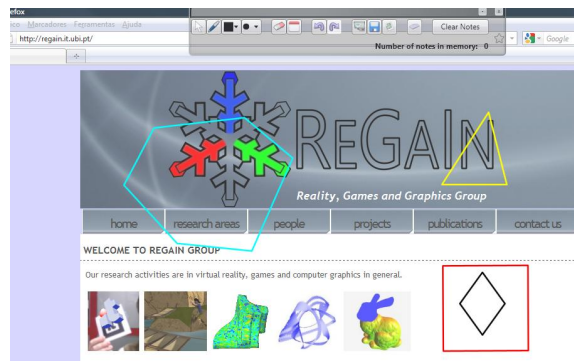 efox
co Marcadores Ferramentas Ajuda
Clear Notes
http://regain.it.ubi.pt/
Google
Number of notes in memory: 0
REGAIN
Reality, Games and Graphics Group
home research areas people projects publications contact us
WELCOME TO REGAIN GROUP
Our research activities are in virtual reality, games and computer graphics in general.